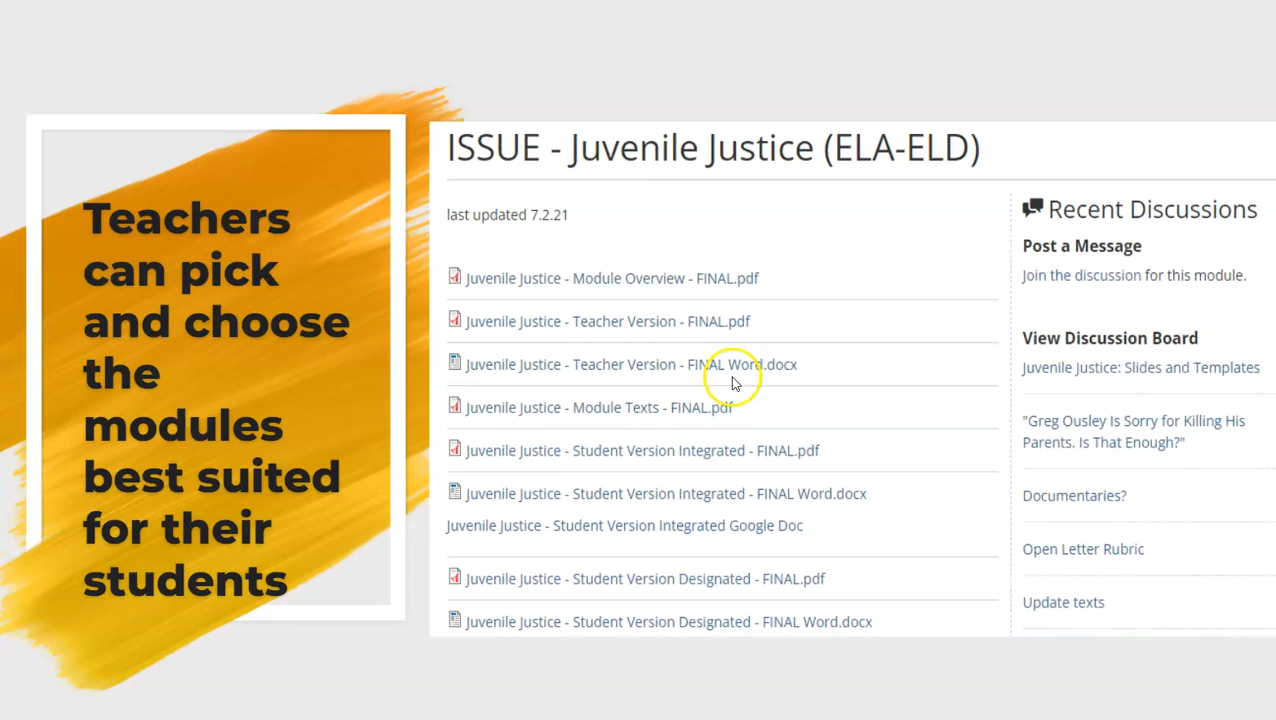 Teachers
can pick
and choose
the
modules
best suited
for their
students
ISSUE - Juvenile Justice (ELA-ELD)
last updated 7.2.21
Juvenile Justice - Module Overview - FINAL.pdf
Juvenile Justice - Teacher Version - FINAL.pdf
Juvenile Justice - Teacher Version - FINAL Word.docx
Juvenile Justice - Module Texts - FINAL.pdf
Juvenile Justice - Student Version Integrated - FINAL.pdf
Juvenile Justice - Student Version Integrated - FINAL Word.docx
Juvenile Justice - Student Version Integrated Google Doc
Juvenile Justice - Student Version Designated - FINAL.pdf
Juvenile Justice - Student Version Designated - FINAL Word.docx
Recent Discussions
Post a Message
Join the discussion for this module.
View Discussion Board
Juvenile Justice: Slides and Templates
"Greg Ousley Is Sorry for Killing His
Parents. Is That Enough?"
Documentaries?
Open Letter Rubric
Update texts